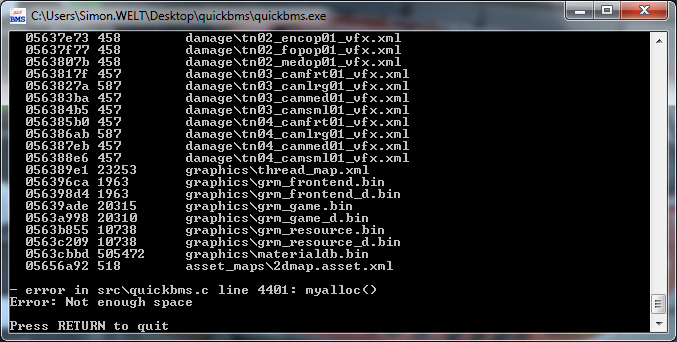 BMS C:\Users\Simon.WELT\Desktop\quickbms\quickbms.exe
05637e73 458 damage\tn02_encop01_vfx.xml
05637f77 458 damage\tn02_fopop01_vfx.xml
0563807b 458 damage\tn02_medop01_vfx.xml
0563817f 457 damage\tn03_camfrt01_vfx.xml
0563827a 587 damage\tn03_camlrg01_vfx.xml
056383ba 457 damage\tn03_cammed01_vfx.xml
056384b5 457 damage\tn03_camsml01_vfx.xml
056385b0 457 damage\tn04_camfrt01_vfx.xml
056386ab 587 damage\tn04_camlrg01_vfx.xml
056387eb 457 damage\tn04_cammed01_vfx.xml
056388e6 457 damage\tn04_camsml01_vfx.xml
056389e1 23253 graphics\thread_map.xml
056396ca 1963 graphics\grm_frontend.bin
056398d4 1963 graphics\grm_frontend_d.bin
05639ade 20315 graphics\grm_game.bin
0563a998 20310 graphics\grm_game_d.bin
0563b855 10738 graphics\grm_resource.bin
0563c209 10738 graphics\grm_resource_d.bin
0563cbbd 505472 graphics\materialdb.bin
05656a92 518 asset_maps\2dmap.asset.xml
- error in src\quickbms.c line 4401: myalloc()
Error: Not enough space
Press RETURN to quit